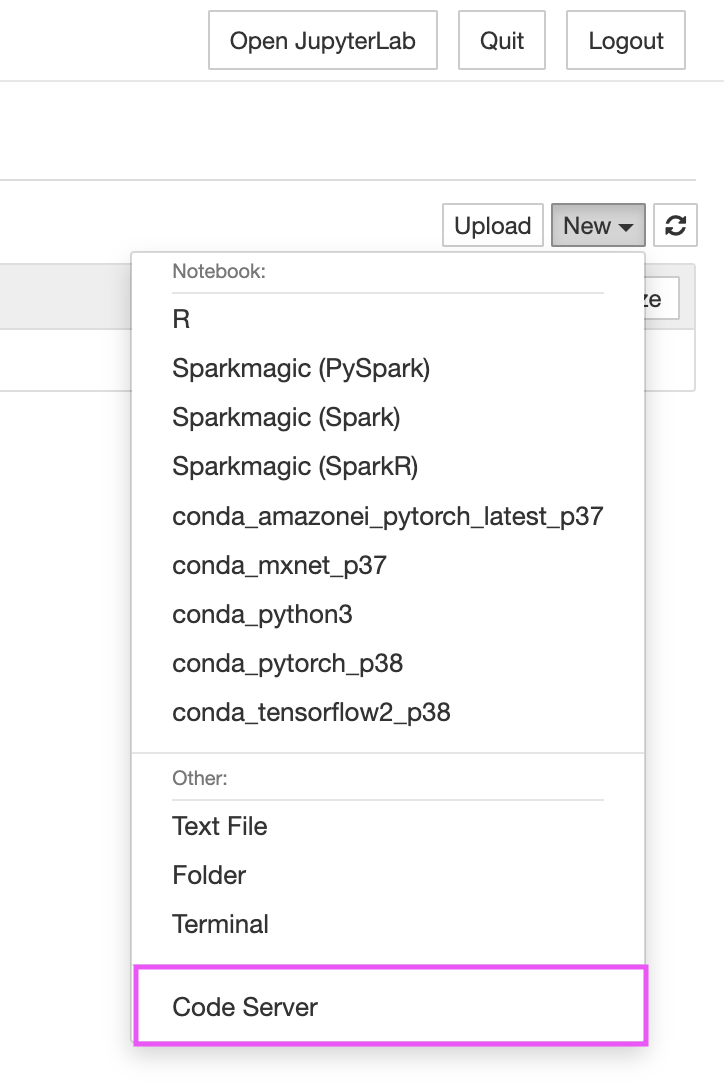 Open JupyterLab Quit Logout
Upload New
Notebook:
ze
R
Sparkmagic (PySpark)
Sparkmagic (Spark)
Sparkmagic (SparkR)
conda_amazonei_pytorch_latest_p37
conda_mxnet_p37
conda_python3
conda_pytorch_p38
conda_tensorflow2_p38
Other:
Text File
Folder
Terminal
Code Server